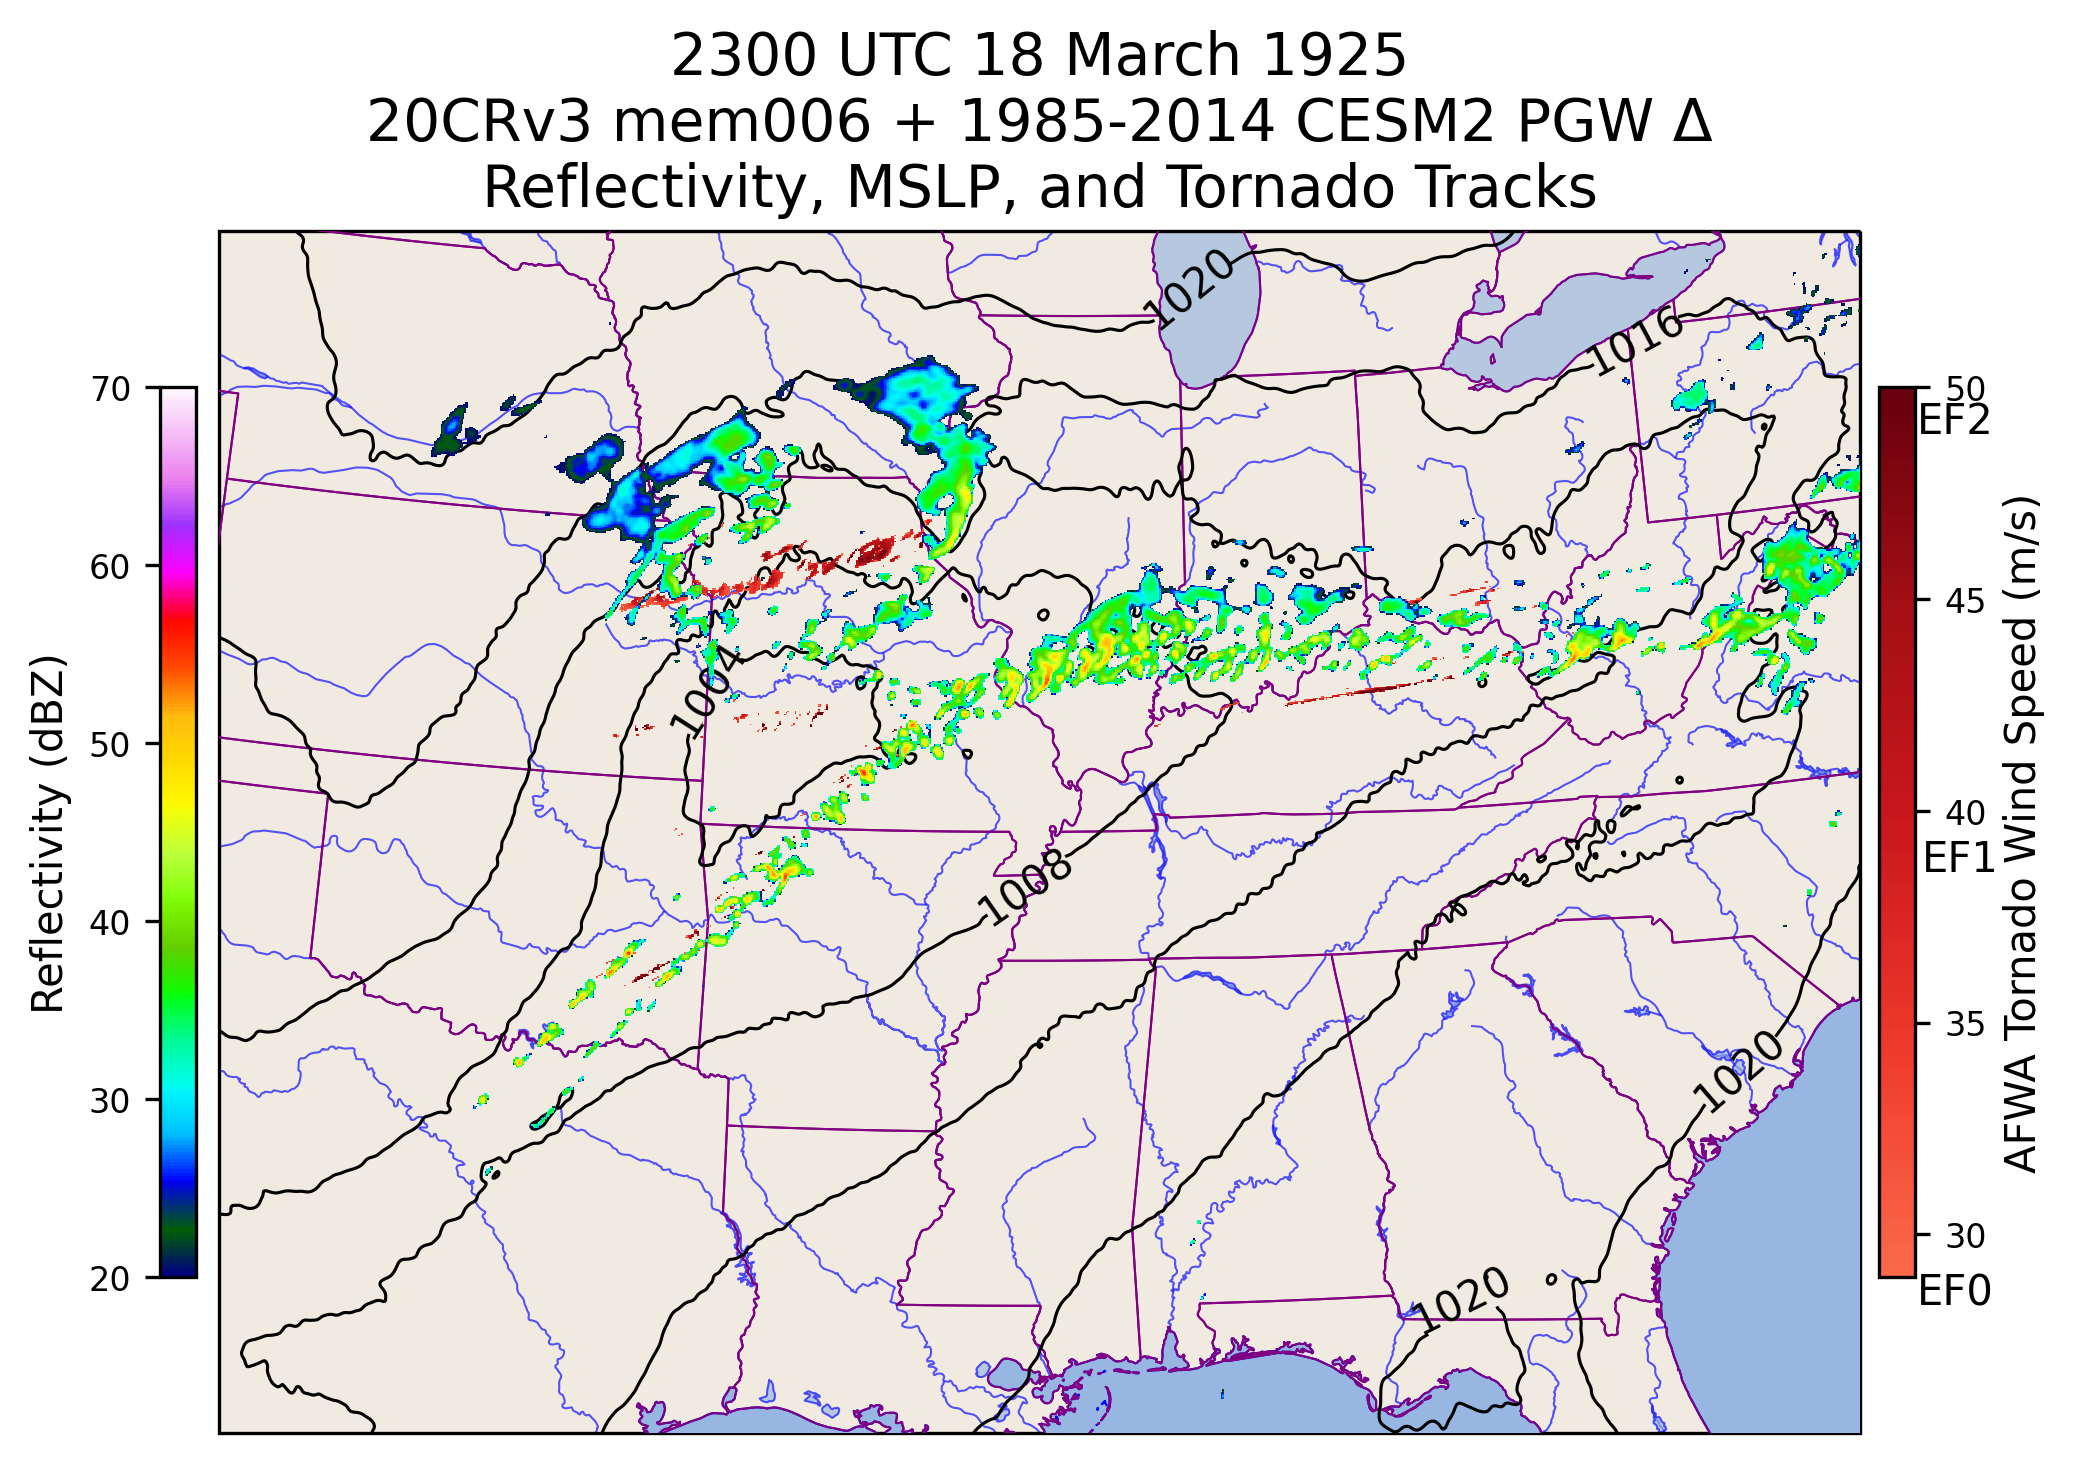 2300 UTC 18 March 1925
20CRv3 mem006 + 1985-2014 CESM2 PGW Δ
Reflectivity, MSLP, and Tornado Tracks
1020
1016
1004
1008
1020
1020
70
60
50
40
30
20
Reflectivity (dBZ)
50
EF2
45
40
EF1
35
30
EF0
AFWA Tornado Wind Speed (m/s)